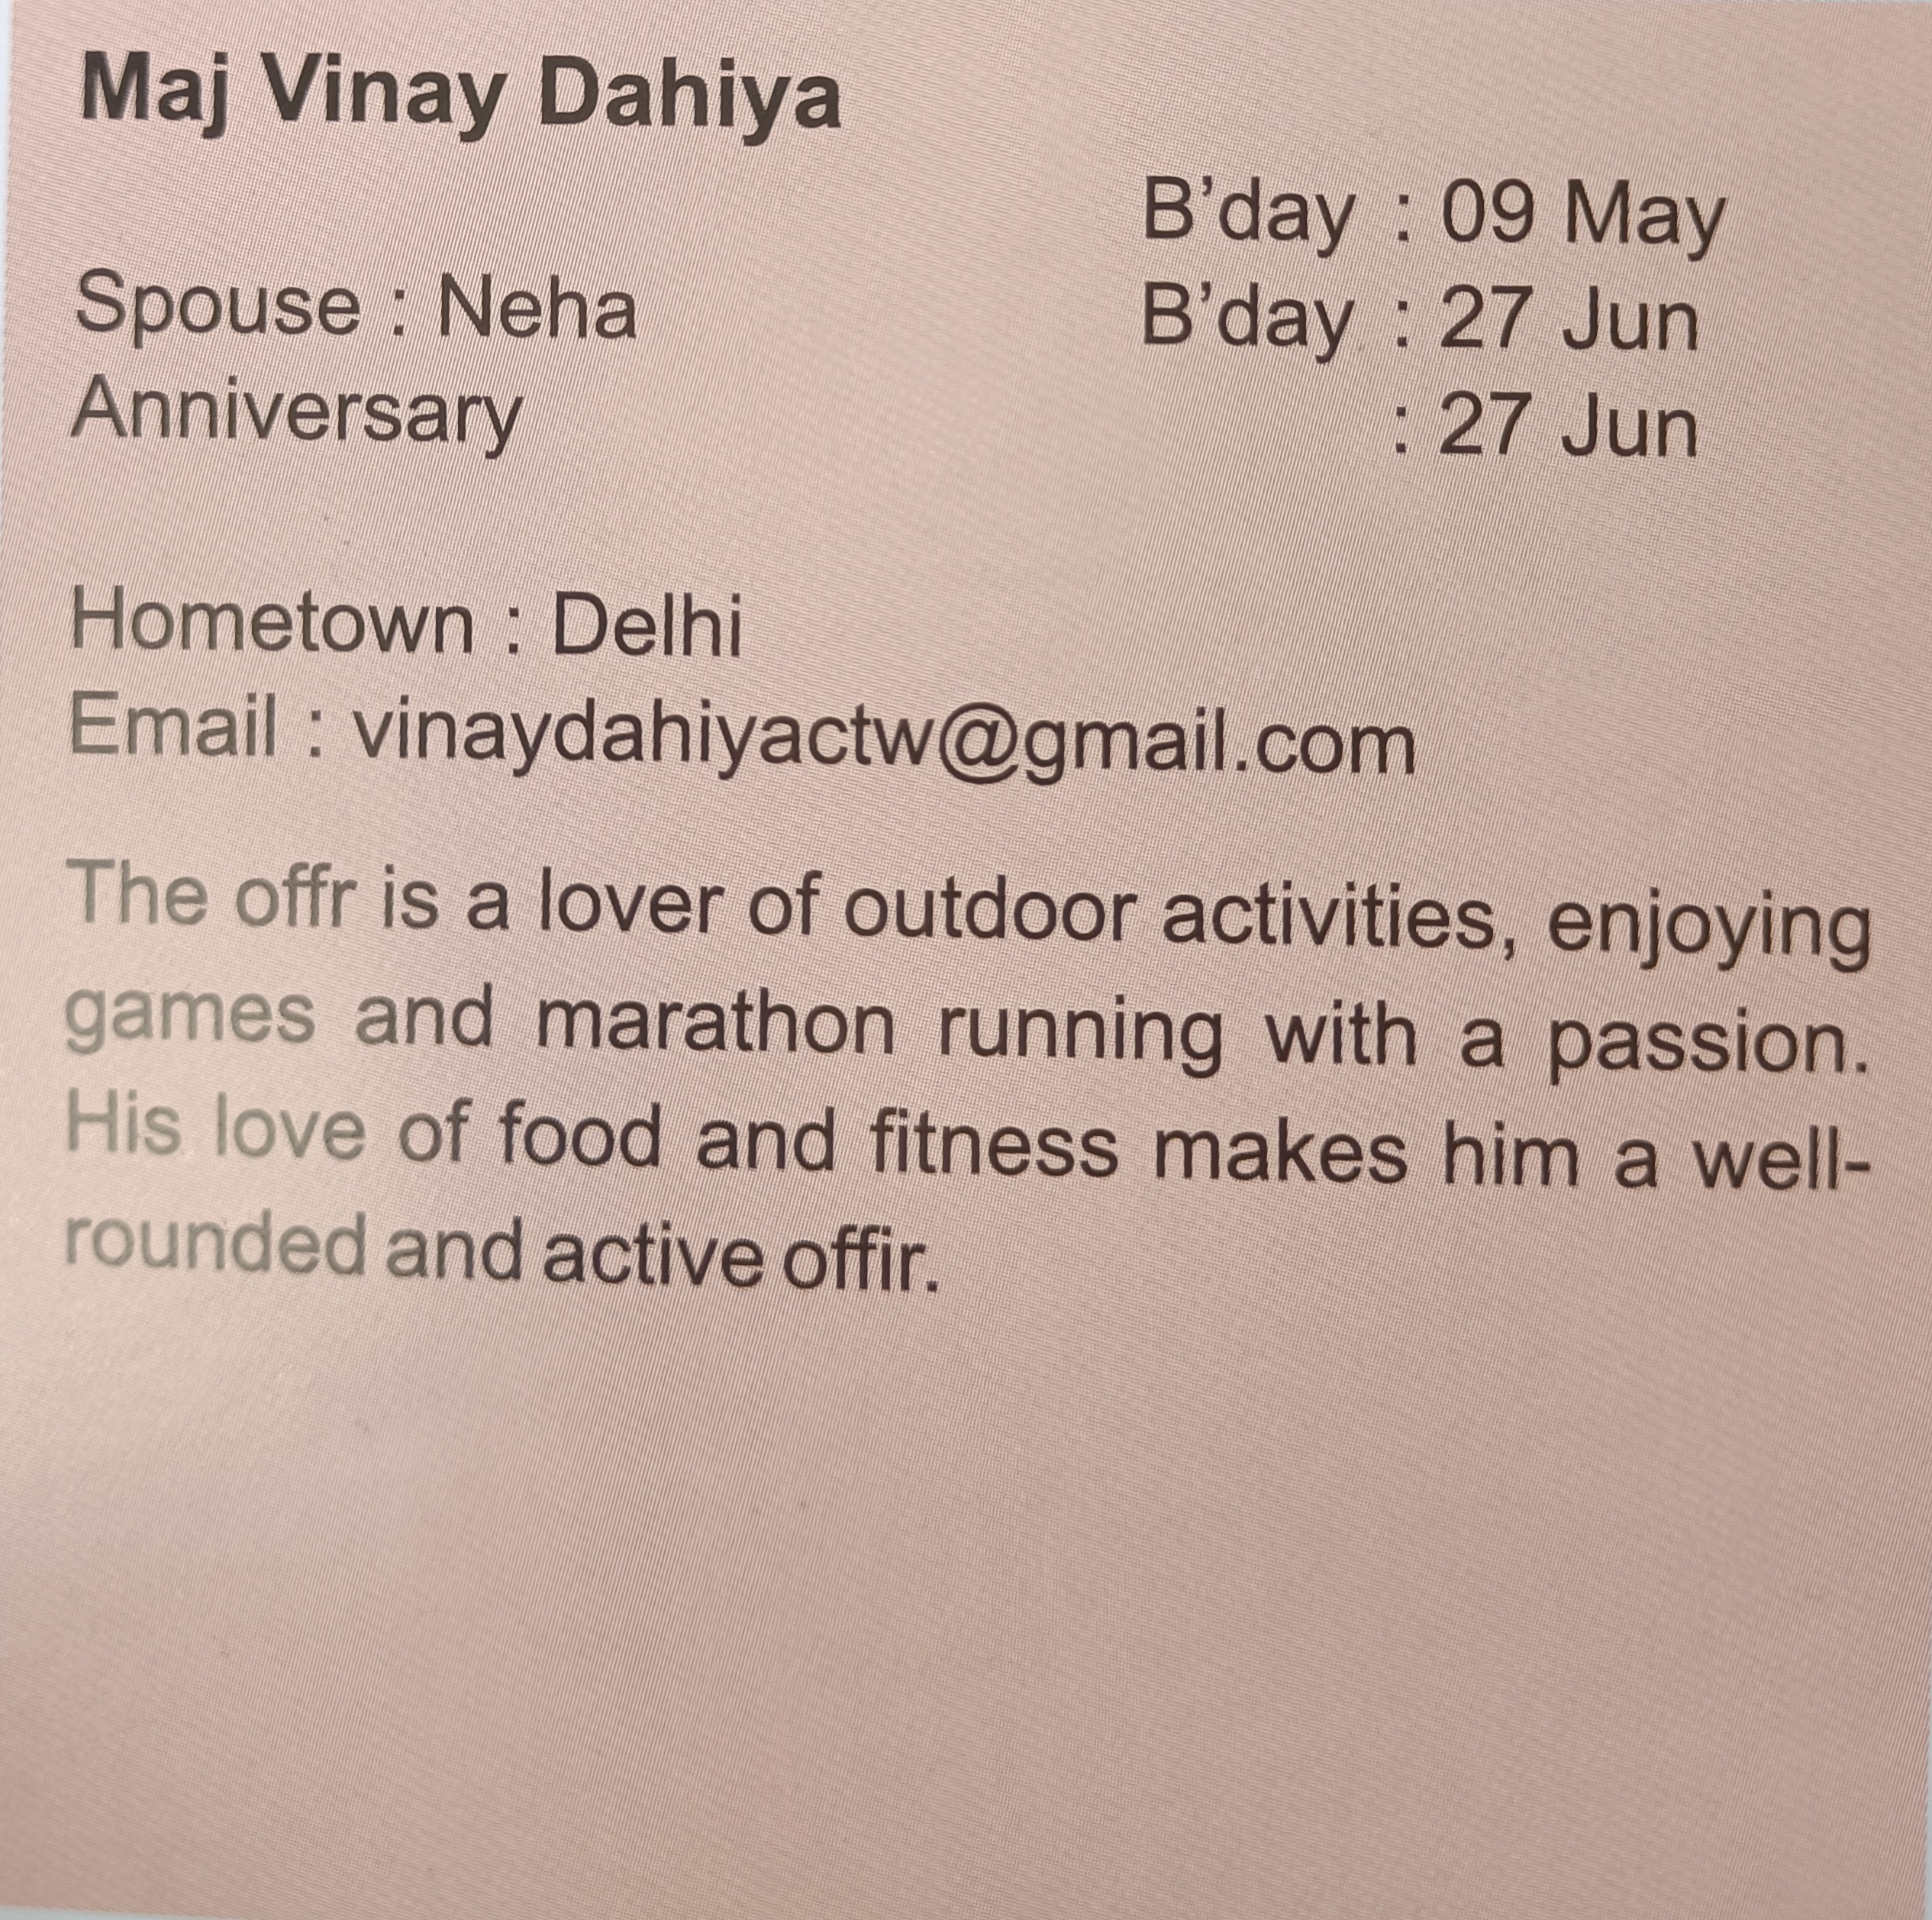 Maj Vinay Dahiya
B’day : 09 May
Spouse : Neha B’day : 27 Jun
Anniversary : 27 Jun
Hometown : Delhi
Email : vinaydahiyactw@gmail.com
The offr is a lover of outdoor activities, enjoying
games and marathon running with a passion.
His love of food and fitness makes him a well-
rounded and active offir.